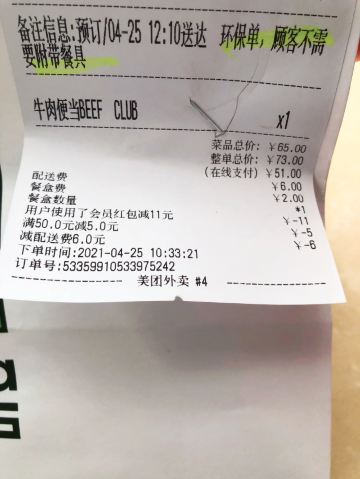 备注信息:预订/04-25 12:10送达 环保单，顾客不需
要附带餐具
牛肉便当BEEF CLUB x1
菜品总价: ￥65.00
整单总价: ￥73.00
(在线支付) ￥51.00
配送费 ￥6.00
餐盒费 ￥2.00
餐盒数量 *1
用户使用了会员红包减11元 ￥-11
满50.0元减5.0元 ￥-5
减配送费6.0元 ￥-6
下单时间:2021-04-25 10:33:21
订单号:53359910533975242
美团外卖 #4